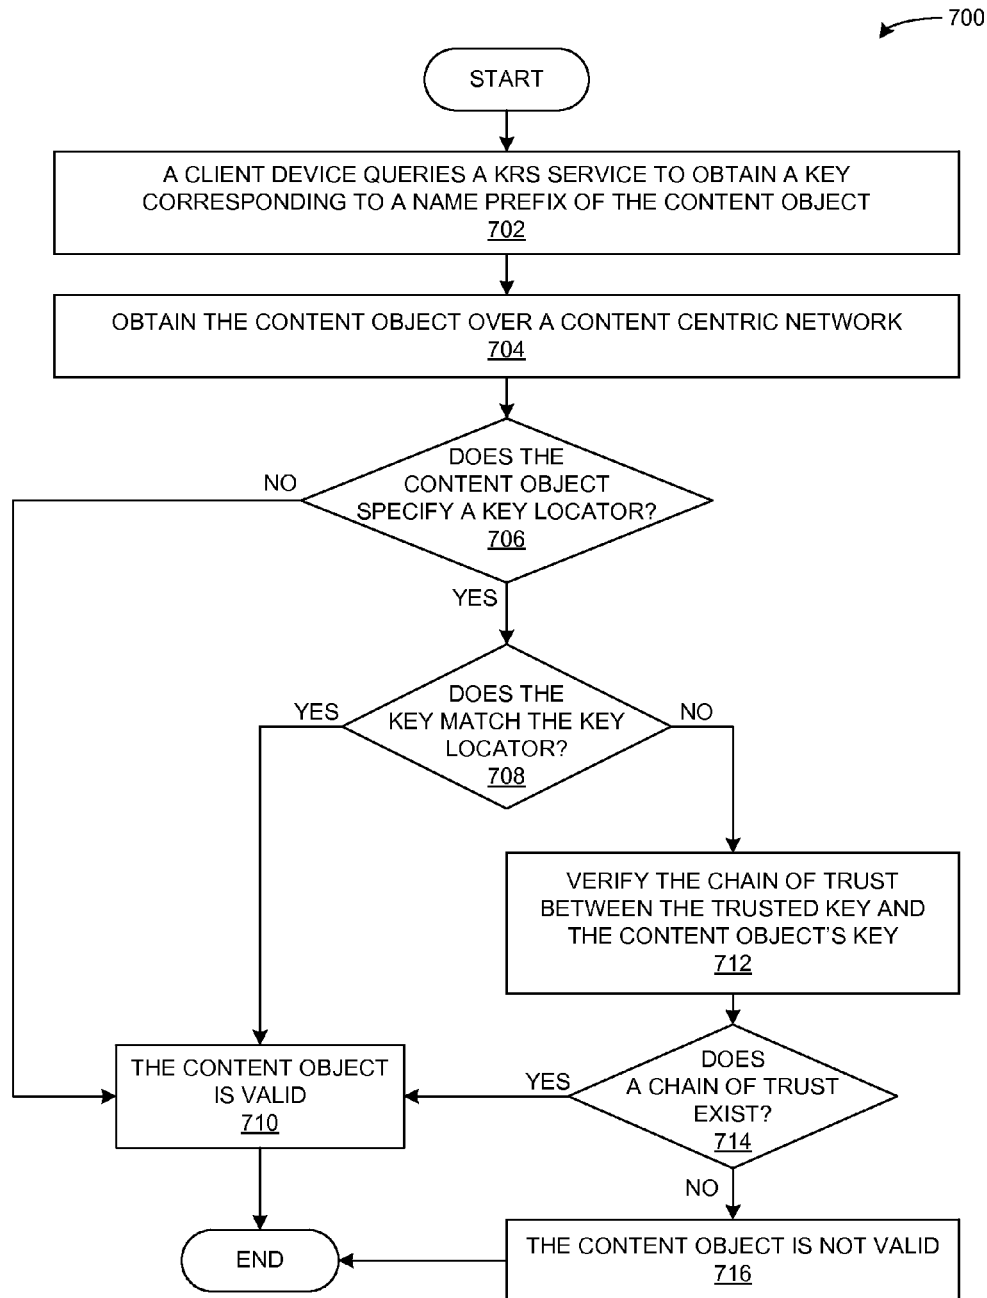 700
START
A CLIENT DEVICE QUERIES A KRS SERVICE TO OBTAIN A KEY
CORRESPONDING TO A NAME PREFIX OF THE CONTENT OBJECT
702
OBTAIN THE CONTENT OBJECT OVER A CONTENT CENTRIC NETWORK
704
DOES THE
CONTENT OBJECT
SPECIFY A KEY LOCATOR?
706
NO
YES
DOES THE
KEY MATCH THE KEY
LOCATOR?
708
YES
NO
VERIFY THE CHAIN OF TRUST
BETWEEN THE TRUSTED KEY AND
THE CONTENT OBJECT'S KEY
712
THE CONTENT OBJECT
IS VALID
710
YES
DOES
A CHAIN OF TRUST
EXIST?
714
NO
END
THE CONTENT OBJECT IS NOT VALID
716